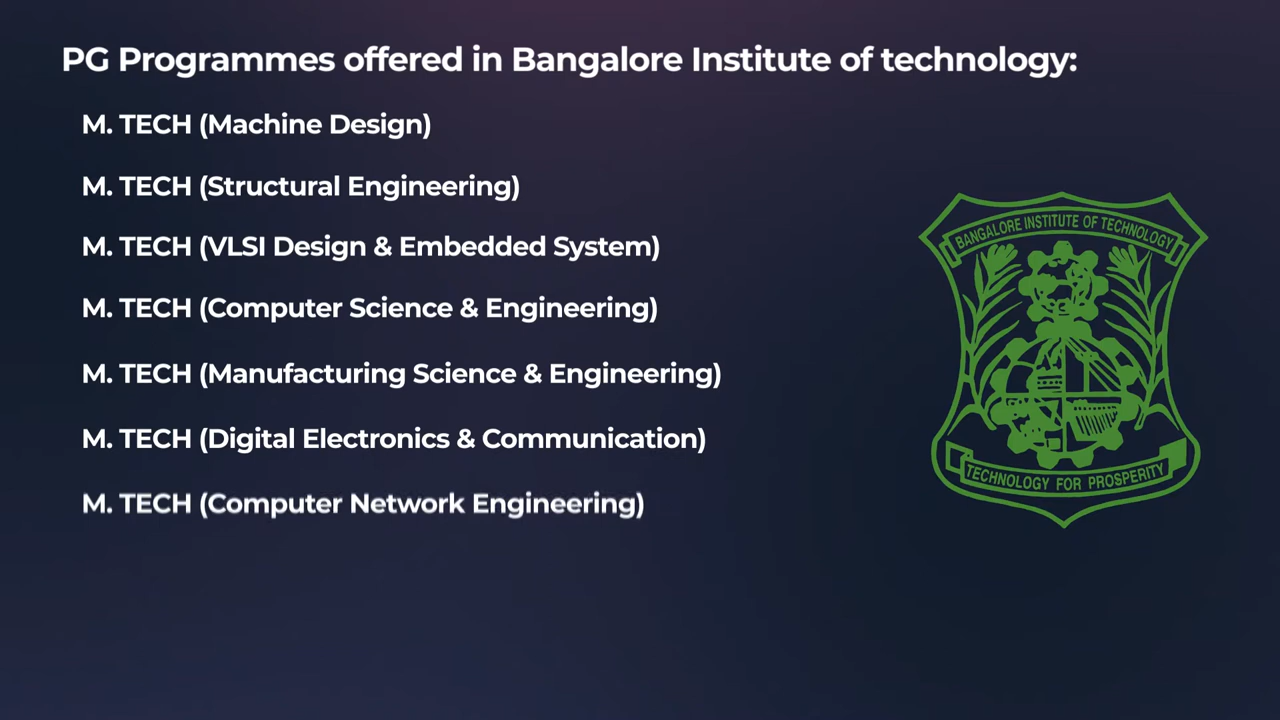 PG Programmes offered in Bangalore Institute of technology:
M. TECH (Machine Design)
M. TECH (Structural Engineering)
M. TECH (VLSI Design & Embedded System)
M. TECH (Computer Science & Engineering)
M. TECH (Manufacturing Science & Engineering)
M. TECH (Digital Electronics & Communication)
M. TECH (Computer Network Engineering)
BANGALORE INSTITUTE OF TECHNOLOGY
TECHNOLOGY FOR PROSPERITY